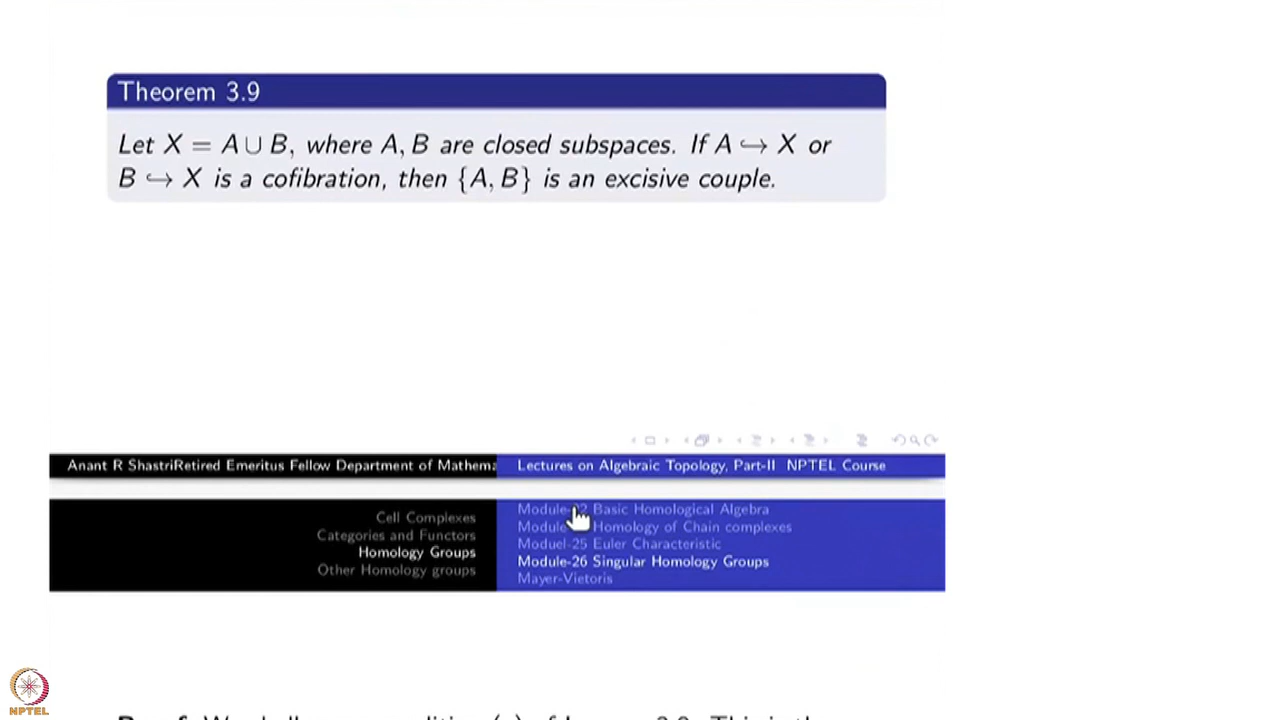 Theorem 3.9
Let X = A ∪ B, where A, B are closed subspaces. If A ↪ X or
B ↪ X is a cofibration, then {A, B} is an excisive couple.
Anant R ShastriRetired Emeritus Fellow Department of Mathema
Lectures on Algebraic Topology, Part-II NPTEL Course
Cell Complexes
Categories and Functors
Homology Groups
Other Homology groups
Basic Homological Algebra
Homology of Chain complexes
Moduel-25 Euler Characteristic
Module-26 Singular Homology Groups
Mayer-Vietoris
NPTEL